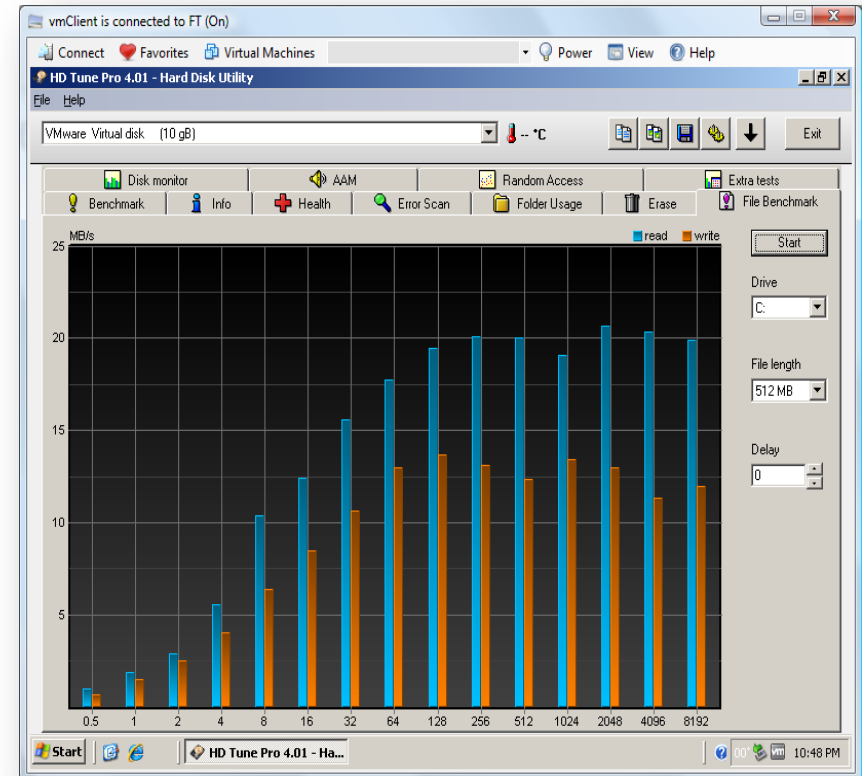 vmClient is connected to FT (On)
Connect Favorites Virtual Machines Power View Help
HD Tune Pro 4.01 - Hard Disk Utility
File Help
VMware Virtual disk (10 gB) -- °C Exit
Disk monitor AAM Random Access Extra tests
Benchmark Info Health Error Scan Folder Usage Erase File Benchmark
MB/s read write
25
Start
Drive
C:
20
File length
512 MB
15
Delay
0
10
5
0.5 1 2 4 8 16 32 64 128 256 512 1024 2048 4096 8192
Start HD Tune Pro 4.01 - Ha... 00° vm 10:48 PM